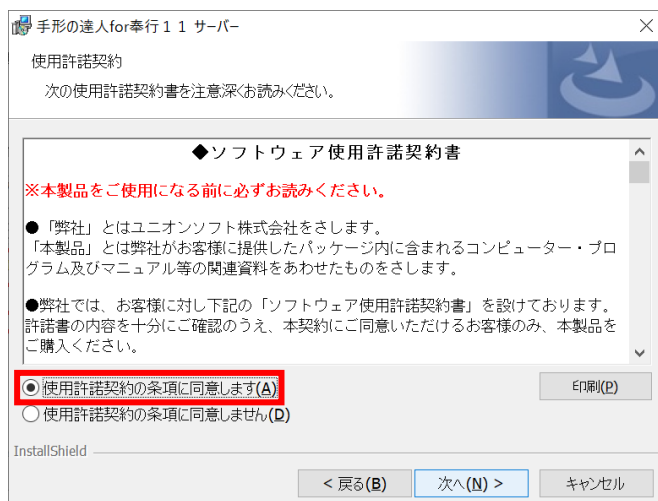 手形の達人for奉行１１ サーバー
使用許諾契約
次の使用許諾契約書を注意深くお読みください。
◆ソフトウェア使用許諾契約書
※本製品をご使用になる前に必ずお読みください。
●「弊社」とはユニオンソフト株式会社をさします。
「本製品」とは弊社がお客様に提供したパッケージ内に含まれるコンピューター・プロ
グラム及びマニュアル等の関連資料をあわせたものをさします。
●弊社では、お客様に対し下記の「ソフトウェア使用許諾契約書」を設けております。
許諾書の内容を十分にご確認のうえ、本契約にご同意いただけるお客様のみ、本製品を
ご購入ください。
使用許諾契約の条項に同意します(A)
印刷(P)
使用許諾契約の条項に同意しません(D)
InstallShield
< 戻る(B)
次へ(N) >
キャンセル